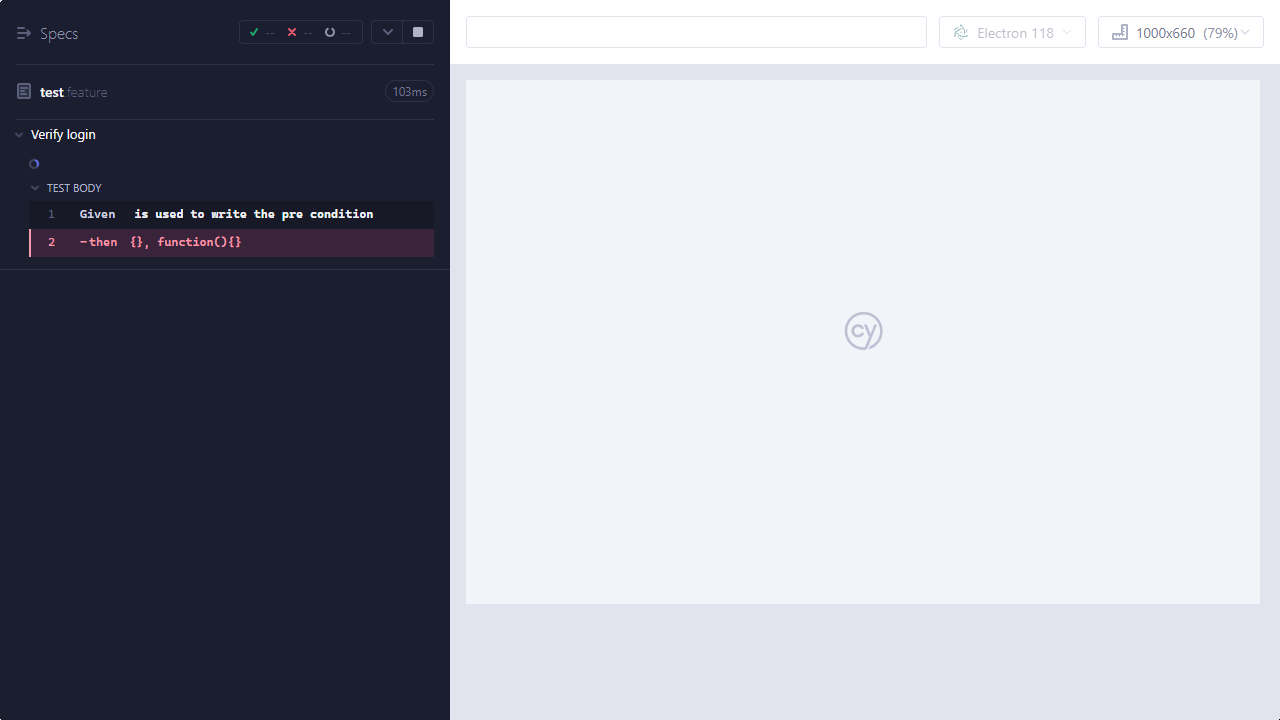 Specs -- -- --
Electron 118 1000x660 (79%)
test.feature 103ms
Verify login
TEST BODY
1 Given is used to write the pre condition
2 -then {}, function(){}
cy